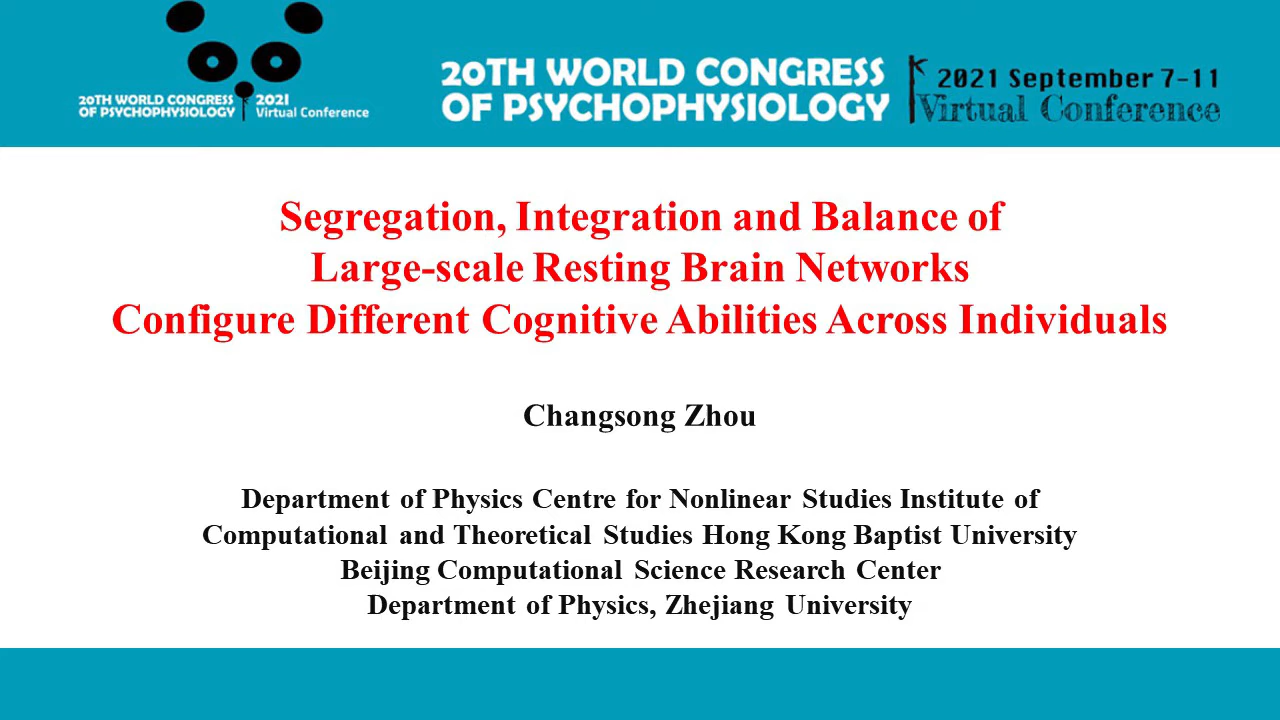 20TH WORLD CONGRESS
OF PSYCHOPHYSIOLOGY
2021
Virtual Conference
20TH WORLD CONGRESS
OF PSYCHOPHYSIOLOGY
2021 September 7-11
Virtual Conference
Segregation, Integration and Balance of
Large-scale Resting Brain Networks
Configure Different Cognitive Abilities Across Individuals
Changsong Zhou
Department of Physics Centre for Nonlinear Studies Institute of
Computational and Theoretical Studies Hong Kong Baptist University
Beijing Computational Science Research Center
Department of Physics, Zhejiang University